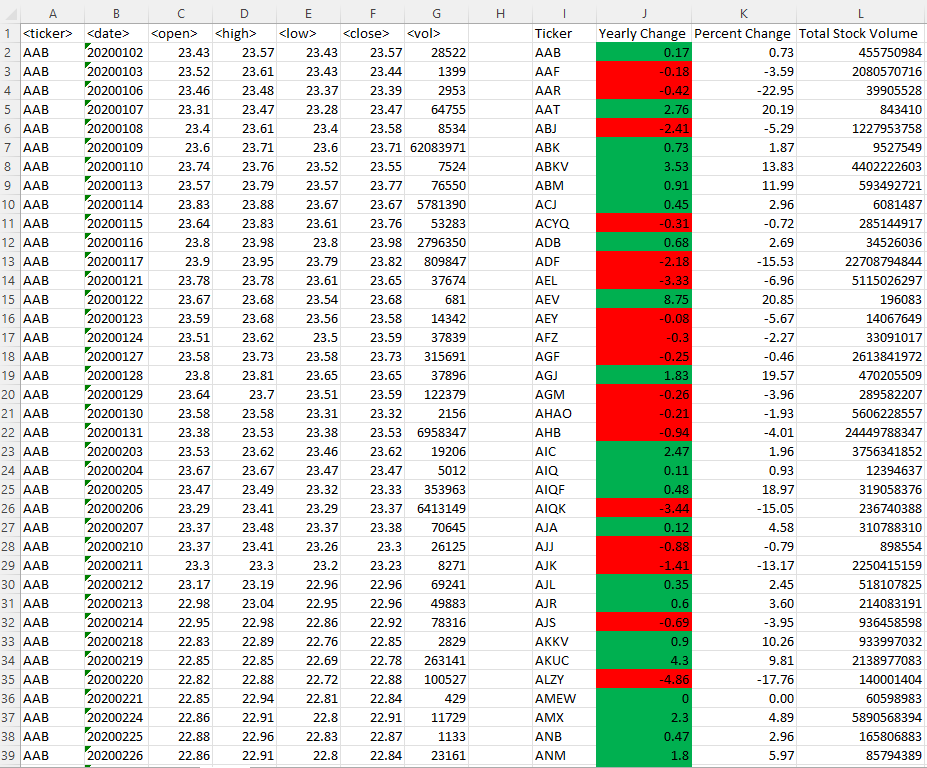 A B C D E F G H I J K L
1 <ticker> <date> <open> <high> <low> <close> <vol> Ticker Yearly Change Percent Change Total Stock Volume
2 AAB 20200102 23.43 23.57 23.43 23.57 28522 AAB 0.17 0.73 455750984
3 AAB 20200103 23.52 23.61 23.43 23.44 1399 AAF -0.18 -3.59 2080570716
4 AAB 20200106 23.46 23.48 23.37 23.39 2953 AAR -0.42 -22.95 39905528
5 AAB 20200107 23.31 23.47 23.28 23.47 64755 AAT 2.76 20.19 843410
6 AAB 20200108 23.4 23.61 23.4 23.58 8534 ABJ -2.41 -5.29 1227953758
7 AAB 20200109 23.6 23.71 23.6 23.71 62083971 ABK 0.73 1.87 9527549
8 AAB 20200110 23.74 23.76 23.52 23.55 7524 ABKV 3.53 13.83 4402222603
9 AAB 20200113 23.57 23.79 23.57 23.77 76550 ABM 0.91 11.99 593492721
10 AAB 20200114 23.83 23.88 23.67 23.67 5781390 ACJ 0.45 2.96 6081487
11 AAB 20200115 23.64 23.83 23.61 23.76 53283 ACYQ -0.31 -0.72 285144917
12 AAB 20200116 23.8 23.98 23.8 23.98 2796350 ADB 0.68 2.69 34526036
13 AAB 20200117 23.9 23.95 23.79 23.82 809847 ADF -2.18 -15.53 22708794844
14 AAB 20200121 23.78 23.78 23.61 23.65 37674 AEL -3.33 -6.96 5115026297
15 AAB 20200122 23.67 23.68 23.54 23.68 681 AEV 8.75 20.85 196083
16 AAB 20200123 23.59 23.68 23.56 23.58 14342 AEY -0.08 -5.67 14067649
17 AAB 20200124 23.51 23.62 23.5 23.59 37839 AFZ -0.3 -2.27 33091017
18 AAB 20200127 23.58 23.73 23.58 23.73 315691 AGF -0.25 -0.46 2613841972
19 AAB 20200128 23.8 23.81 23.65 23.65 37896 AGJ 1.83 19.57 470205509
20 AAB 20200129 23.64 23.7 23.51 23.59 122379 AGM -0.26 -3.96 289582207
21 AAB 20200130 23.58 23.58 23.31 23.32 2156 AHAO -0.21 -1.93 5606228557
22 AAB 20200131 23.38 23.53 23.38 23.53 6958347 AHB -0.94 -4.01 24449788347
23 AAB 20200203 23.53 23.62 23.46 23.62 19206 AIC 2.47 1.96 3756341852
24 AAB 20200204 23.67 23.67 23.47 23.47 5012 AIQ 0.11 0.93 12394637
25 AAB 20200205 23.47 23.49 23.32 23.33 353963 AIQF 0.48 18.97 319058376
26 AAB 20200206 23.29 23.41 23.29 23.37 6413149 AIQK -3.44 -15.05 236740388
27 AAB 20200207 23.37 23.48 23.37 23.38 70645 AJA 0.12 4.58 310788310
28 AAB 20200210 23.37 23.41 23.26 23.3 26125 AJJ -0.88 -0.79 898554
29 AAB 20200211 23.3 23.3 23.2 23.23 8271 AJK -1.41 -13.17 2250415159
30 AAB 20200212 23.17 23.19 22.96 22.96 69241 AJL 0.35 2.45 518107825
31 AAB 20200213 22.98 23.04 22.95 22.96 49883 AJR 0.6 3.60 214083191
32 AAB 20200214 22.95 22.98 22.86 22.92 78316 AJS -0.69 -3.95 936458598
33 AAB 20200218 22.83 22.89 22.76 22.85 2829 AKKV 0.9 10.26 933997032
34 AAB 20200219 22.85 22.85 22.69 22.78 263141 AKUC 4.3 9.81 2138977083
35 AAB 20200220 22.82 22.88 22.72 22.88 100527 ALZY -4.86 -17.76 140001404
36 AAB 20200221 22.85 22.94 22.81 22.84 429 AMEW 0 0.00 60598983
37 AAB 20200224 22.86 22.91 22.8 22.91 11729 AMX 2.3 4.89 5890568394
38 AAB 20200225 22.88 22.96 22.83 22.87 1133 ANB 0.47 2.96 165806883
39 AAB 20200226 22.86 22.91 22.8 22.84 23161 ANM 1.8 5.97 85794389